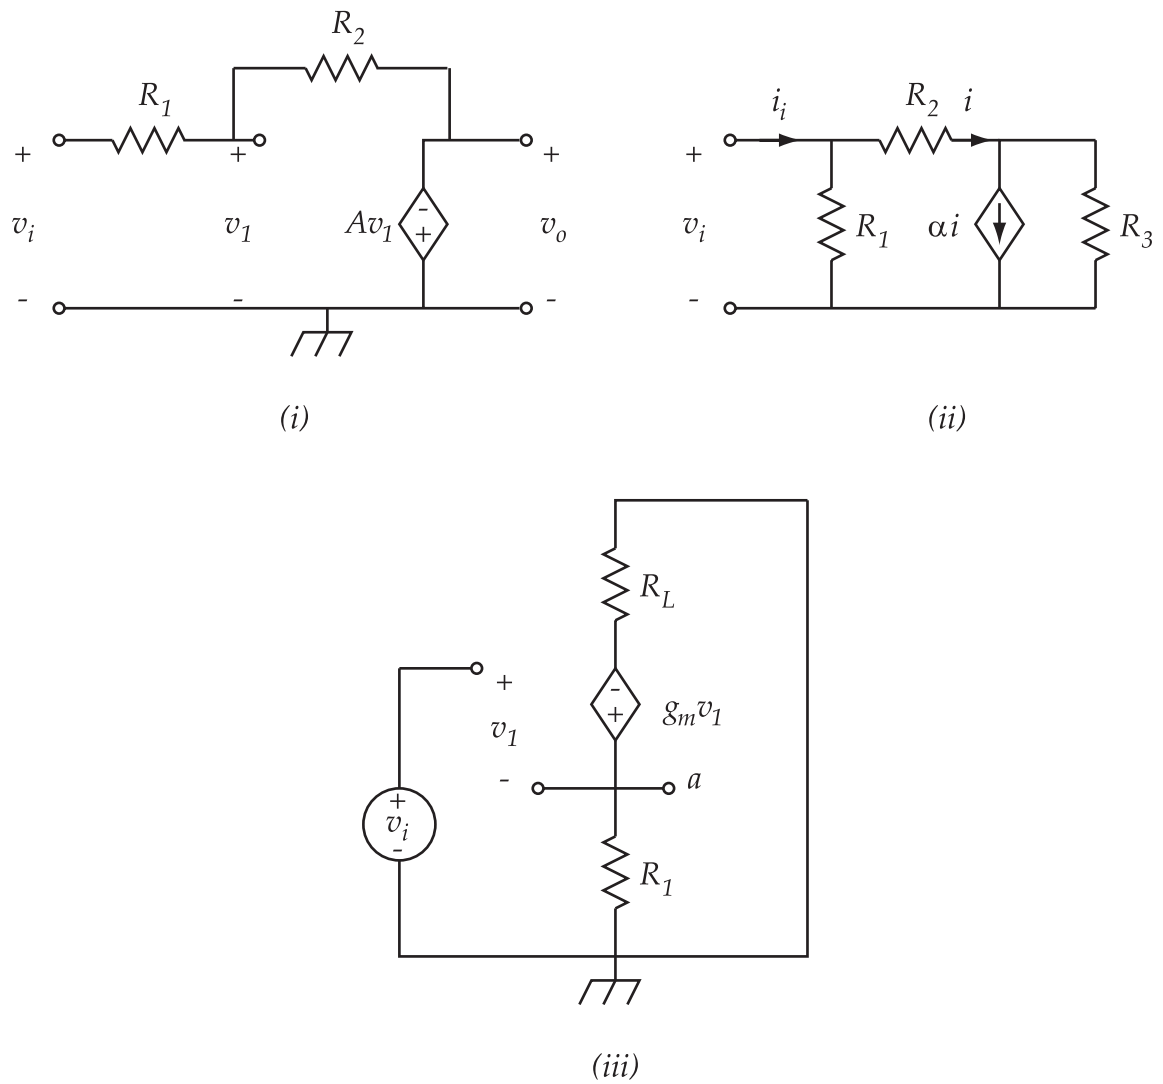 R2
R1
+ + +
vi v1 Av1 - + vo
- - -
(i)
ii R2 i
+
vi R1 αi R3
-
(ii)
RL
+ - + gmv1
v1
- a
+ vi -
R1
(iii)